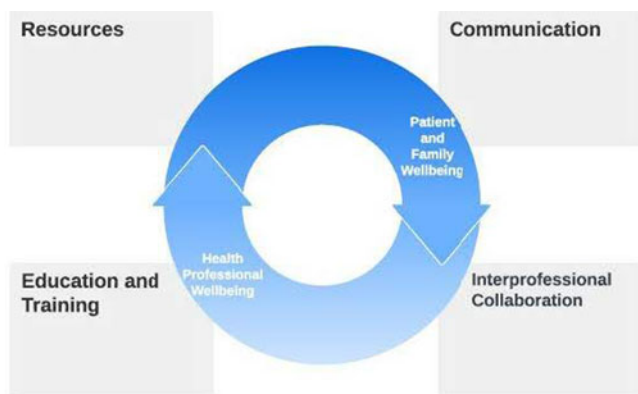 Resources
Communication
Patient
and
Family
Wellbeing
Health
Professional
Wellbeing
Education and
Training
Interprofessional
Collaboration